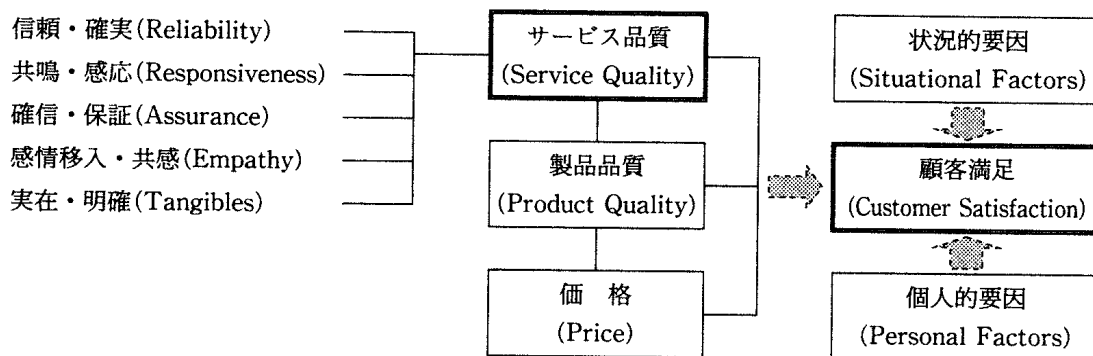 信頼・確実(Reliability)
共鳴・感応(Responsiveness)
確信・保証(Assurance)
感情移入・共感(Empathy)
実在・明確(Tangibles)
サービス品質
(Service Quality)
製品品質
(Product Quality)
価　格
(Price)
状況的要因
(Situational Factors)
顧客満足
(Customer Satisfaction)
個人的要因
(Personal Factors)